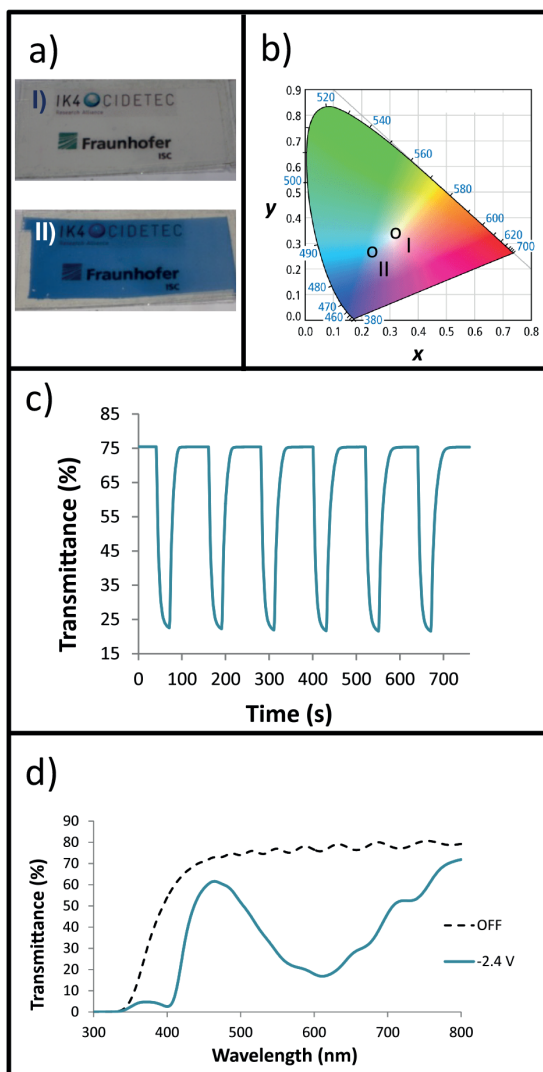 a)
I) IK4 CIDETEC
Research Alliance
Fraunhofer
ISC
II) IK4 CIDETEC
Fraunhofer
ISC
b)
0.9
0.8
0.7
0.6
0.5
0.4
0.3
0.2
0.1
0.0
y
0.0 0.1 0.2 0.3 0.4 0.5 0.6 0.7 0.8
x
520
540
560
580
600
620
700
500
490
480
470
460
380
I
II
c)
85
75
65
55
45
35
25
15
Transmittance (%)
0 100 200 300 400 500 600 700
Time (s)
d)
90
80
70
60
50
40
30
20
10
0
Transmittance (%)
300 400 500 600 700 800
Wavelength (nm)
OFF
-2.4 V